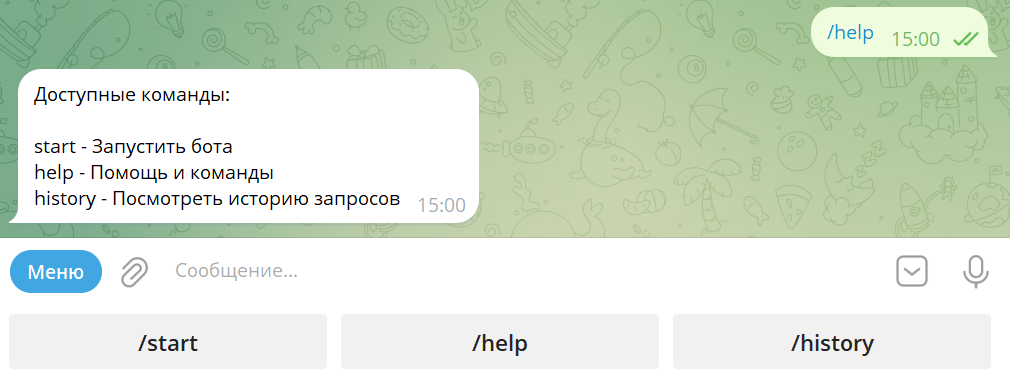 /help 15:00
Доступные команды:
start - Запустить бота
help - Помощь и команды
history - Посмотреть историю запросов 15:00
Меню Сообщение...
/start /help /history